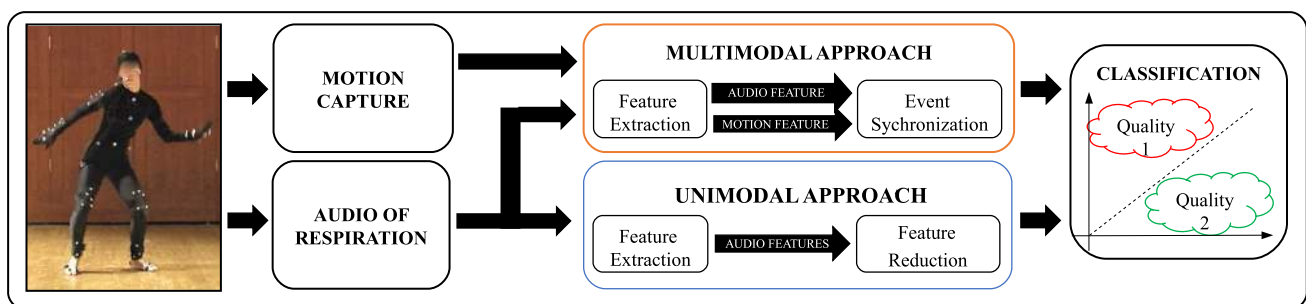 MOTION
CAPTURE
AUDIO OF
RESPIRATION
MULTIMODAL APPROACH
Feature
Extraction
AUDIO FEATURE
MOTION FEATURE
Event
Sychronization
UNIMODAL APPROACH
Feature
Extraction
AUDIO FEATURES
Feature
Reduction
CLASSIFICATION
Quality
1
Quality
2